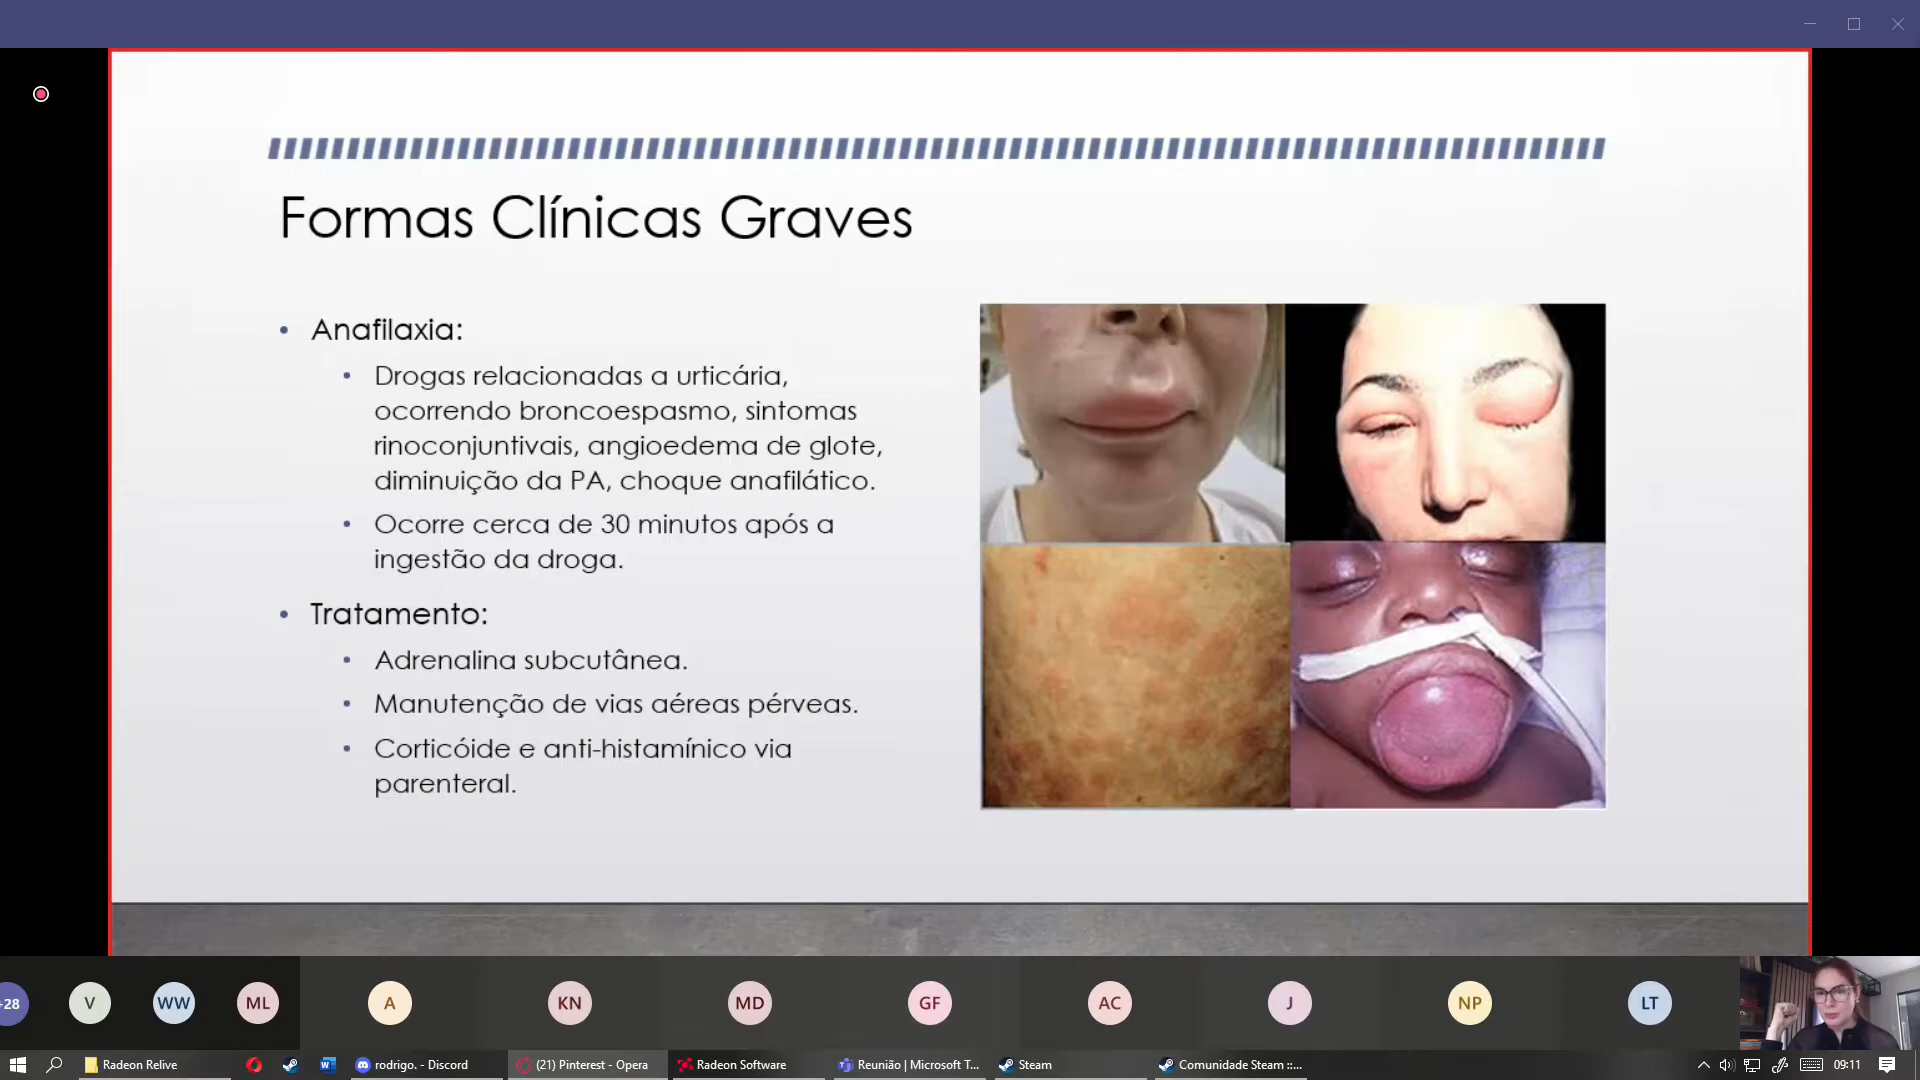 Formas Clínicas Graves
• Anafilaxia:
• Drogas relacionadas a urticária,
ocorrendo broncoespasmo, sintomas
rinoconjuntivais, angioedema de glote,
diminuição da PA, choque anafilático.
• Ocorre cerca de 30 minutos após a
ingestão da droga.
• Tratamento:
• Adrenalina subcutânea.
• Manutenção de vias aéreas pérveas.
• Corticóide e anti-histamínico via
parenteral.
+28 V WW ML A KN MD GF AC J NP LT
Radeon Relive rodrigo. - Discord (21) Pinterest - Opera Radeon Software Reunião | Microsoft T... Steam Comunidade Steam ::... 09:11